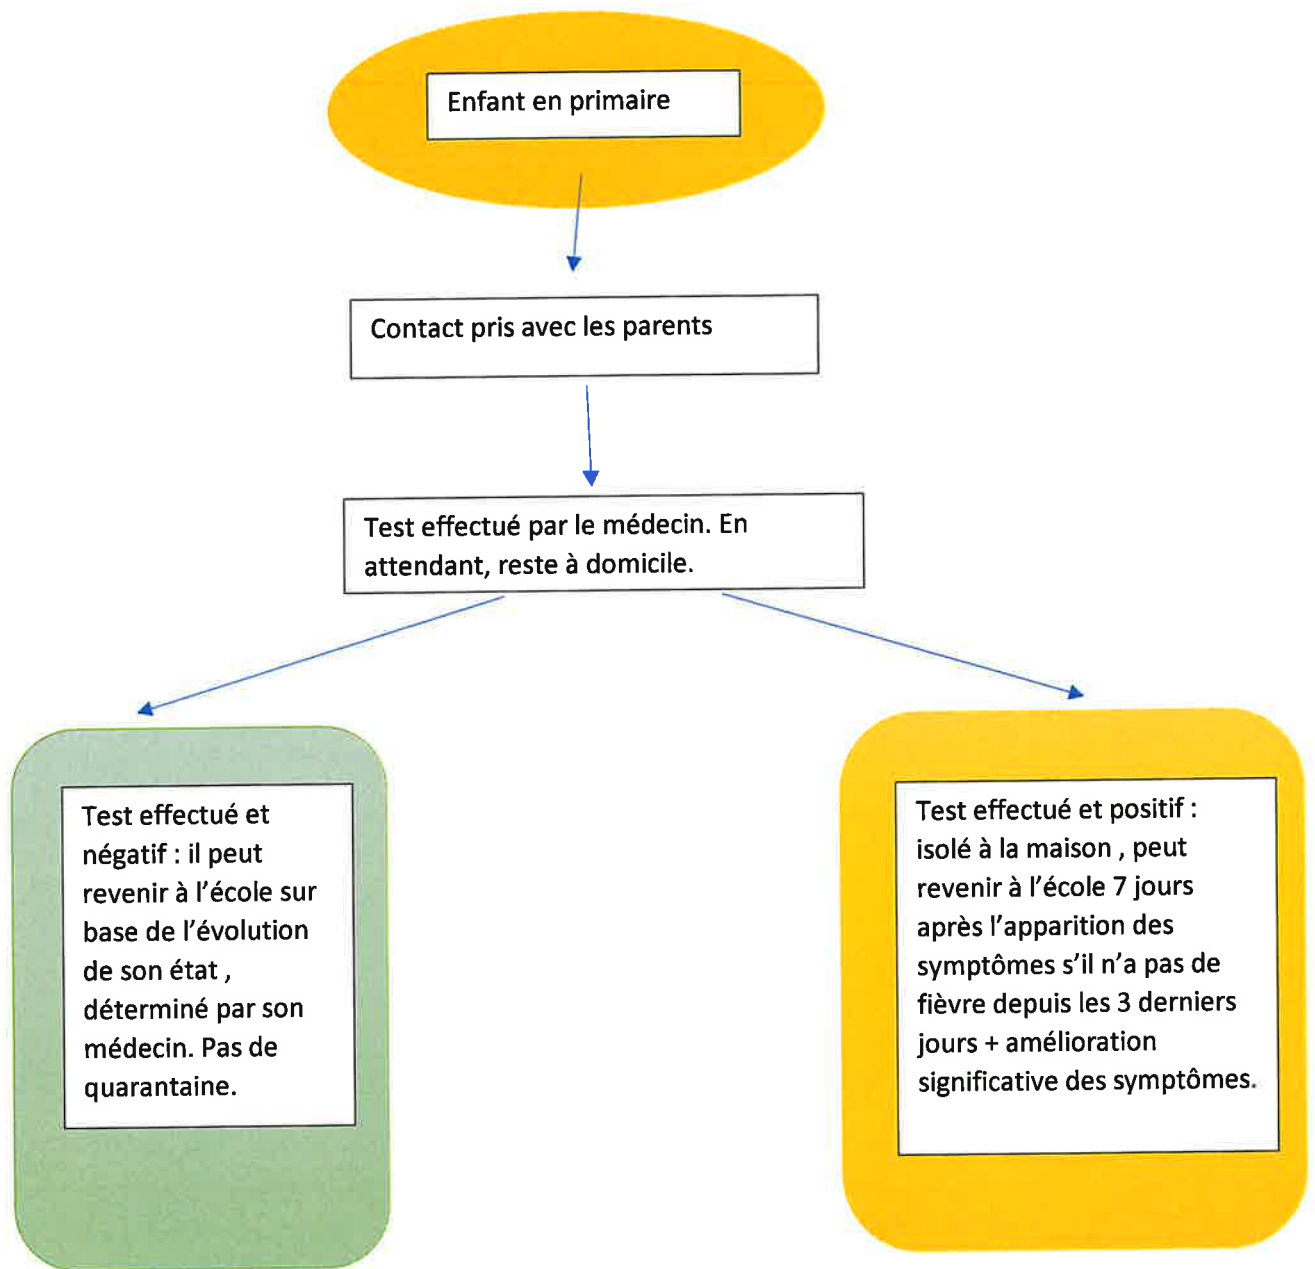 Enfant en primaire
Contact pris avec les parents
Test effectué par le médecin. En
attendant, reste à domicile.
Test effectué et
négatif : il peut
revenir à l’école sur
base de l’évolution
de son état ,
déterminé par son
médecin. Pas de
quarantaine.
Test effectué et positif :
isolé à la maison , peut
revenir à l’école 7 jours
après l’apparition des
symptômes s’il n’a pas de
fièvre depuis les 3 derniers
jours + amélioration
significative des symptômes.